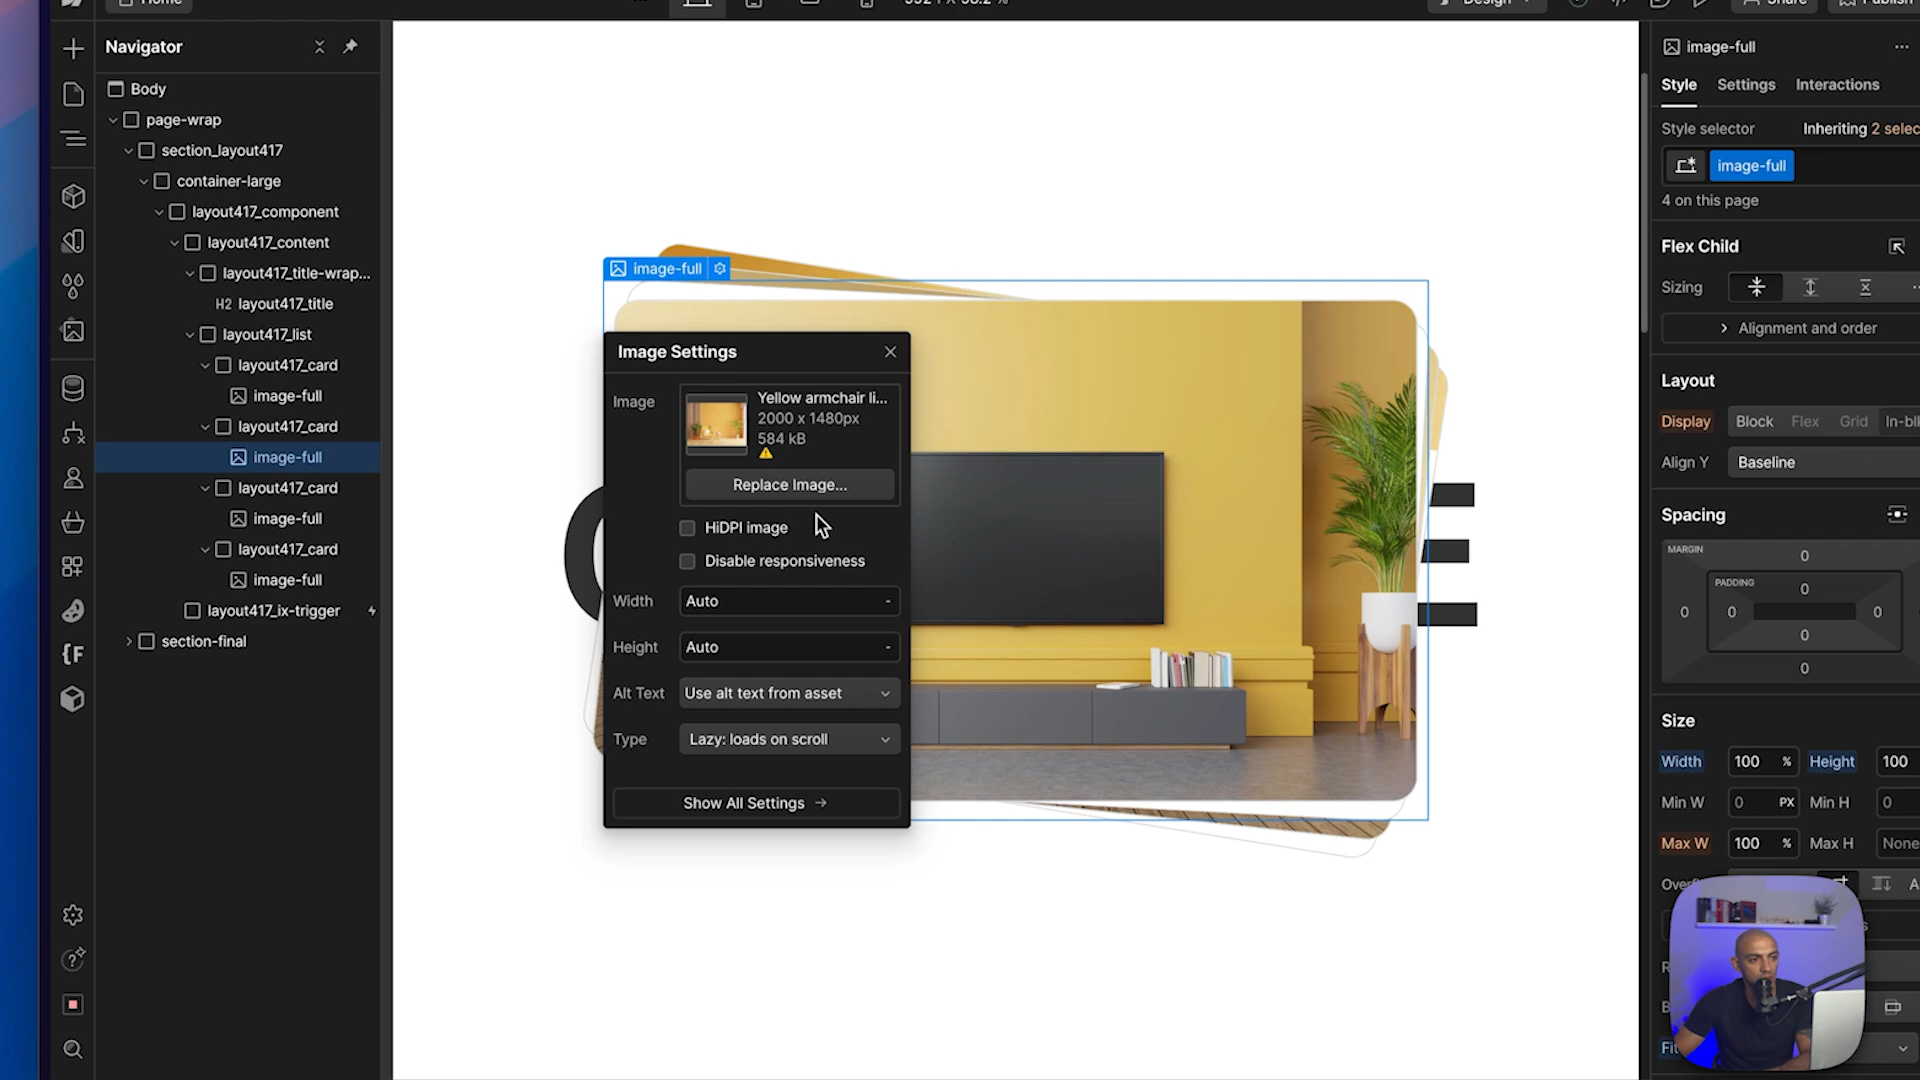 Home
Design
Share
Publish
Navigator
Body
page-wrap
section_layout417
container-large
layout417_component
layout417_content
layout417_title-wrap...
H2 layout417_title
layout417_list
layout417_card
image-full
layout417_card
image-full
layout417_card
image-full
layout417_card
image-full
layout417_ix-trigger
section-final
image-full
Image Settings
Image
Yellow armchair li...
2000 x 1480px
584 kB
Replace Image...
HiDPI image
Disable responsiveness
Width Auto -
Height Auto -
Alt Text Use alt text from asset
Type Lazy: loads on scroll
Show All Settings →
E
image-full
Style Settings Interactions
Style selector Inheriting 2 selec
image-full
4 on this page
Flex Child
Sizing
Alignment and order
Layout
Display Block Flex Grid In-bl
Align Y Baseline
Spacing
MARGIN
0
PADDING
0
0 0 0 0
0
0
Size
Width 100 % Height 100
Min W 0 PX Min H 0
Max W 100 % Max H None